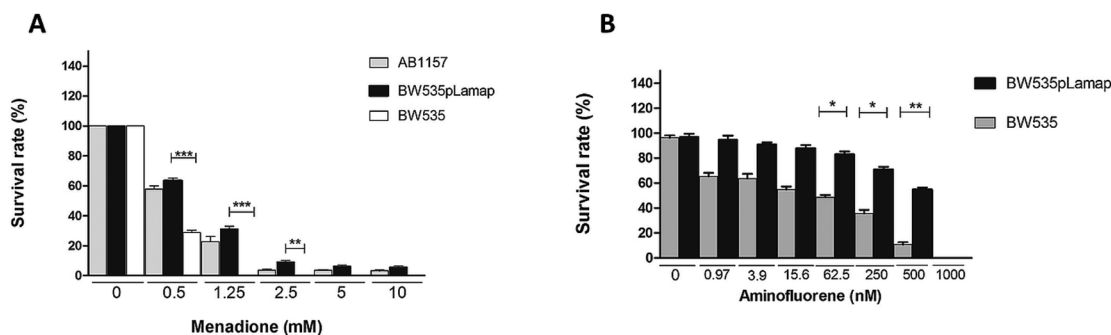 A
AB1157
BW535pLamap
BW535
Survival rate (%)
140
120
100
80
60
40
20
0
***
***
**
0 0.5 1.25 2.5 5 10
Menadione (mM)
B
BW535pLamap
BW535
Survival rate (%)
140
120
100
80
60
40
20
0
* * **
0 0.97 3.9 15.6 62.5 250 500 1000
Aminofluorene (nM)